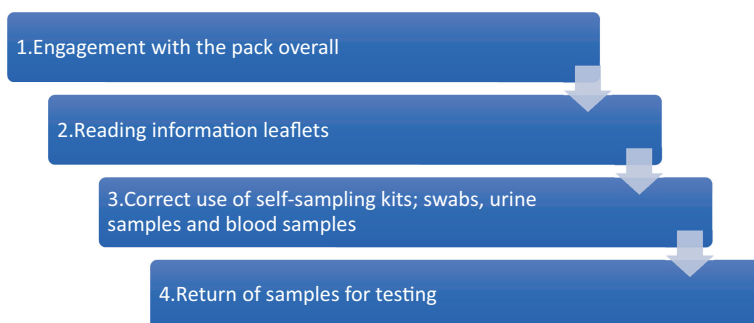 1.Engagement with the pack overall
2.Reading information leaflets
3.Correct use of self-sampling kits; swabs, urine
samples and blood samples
4.Return of samples for testing